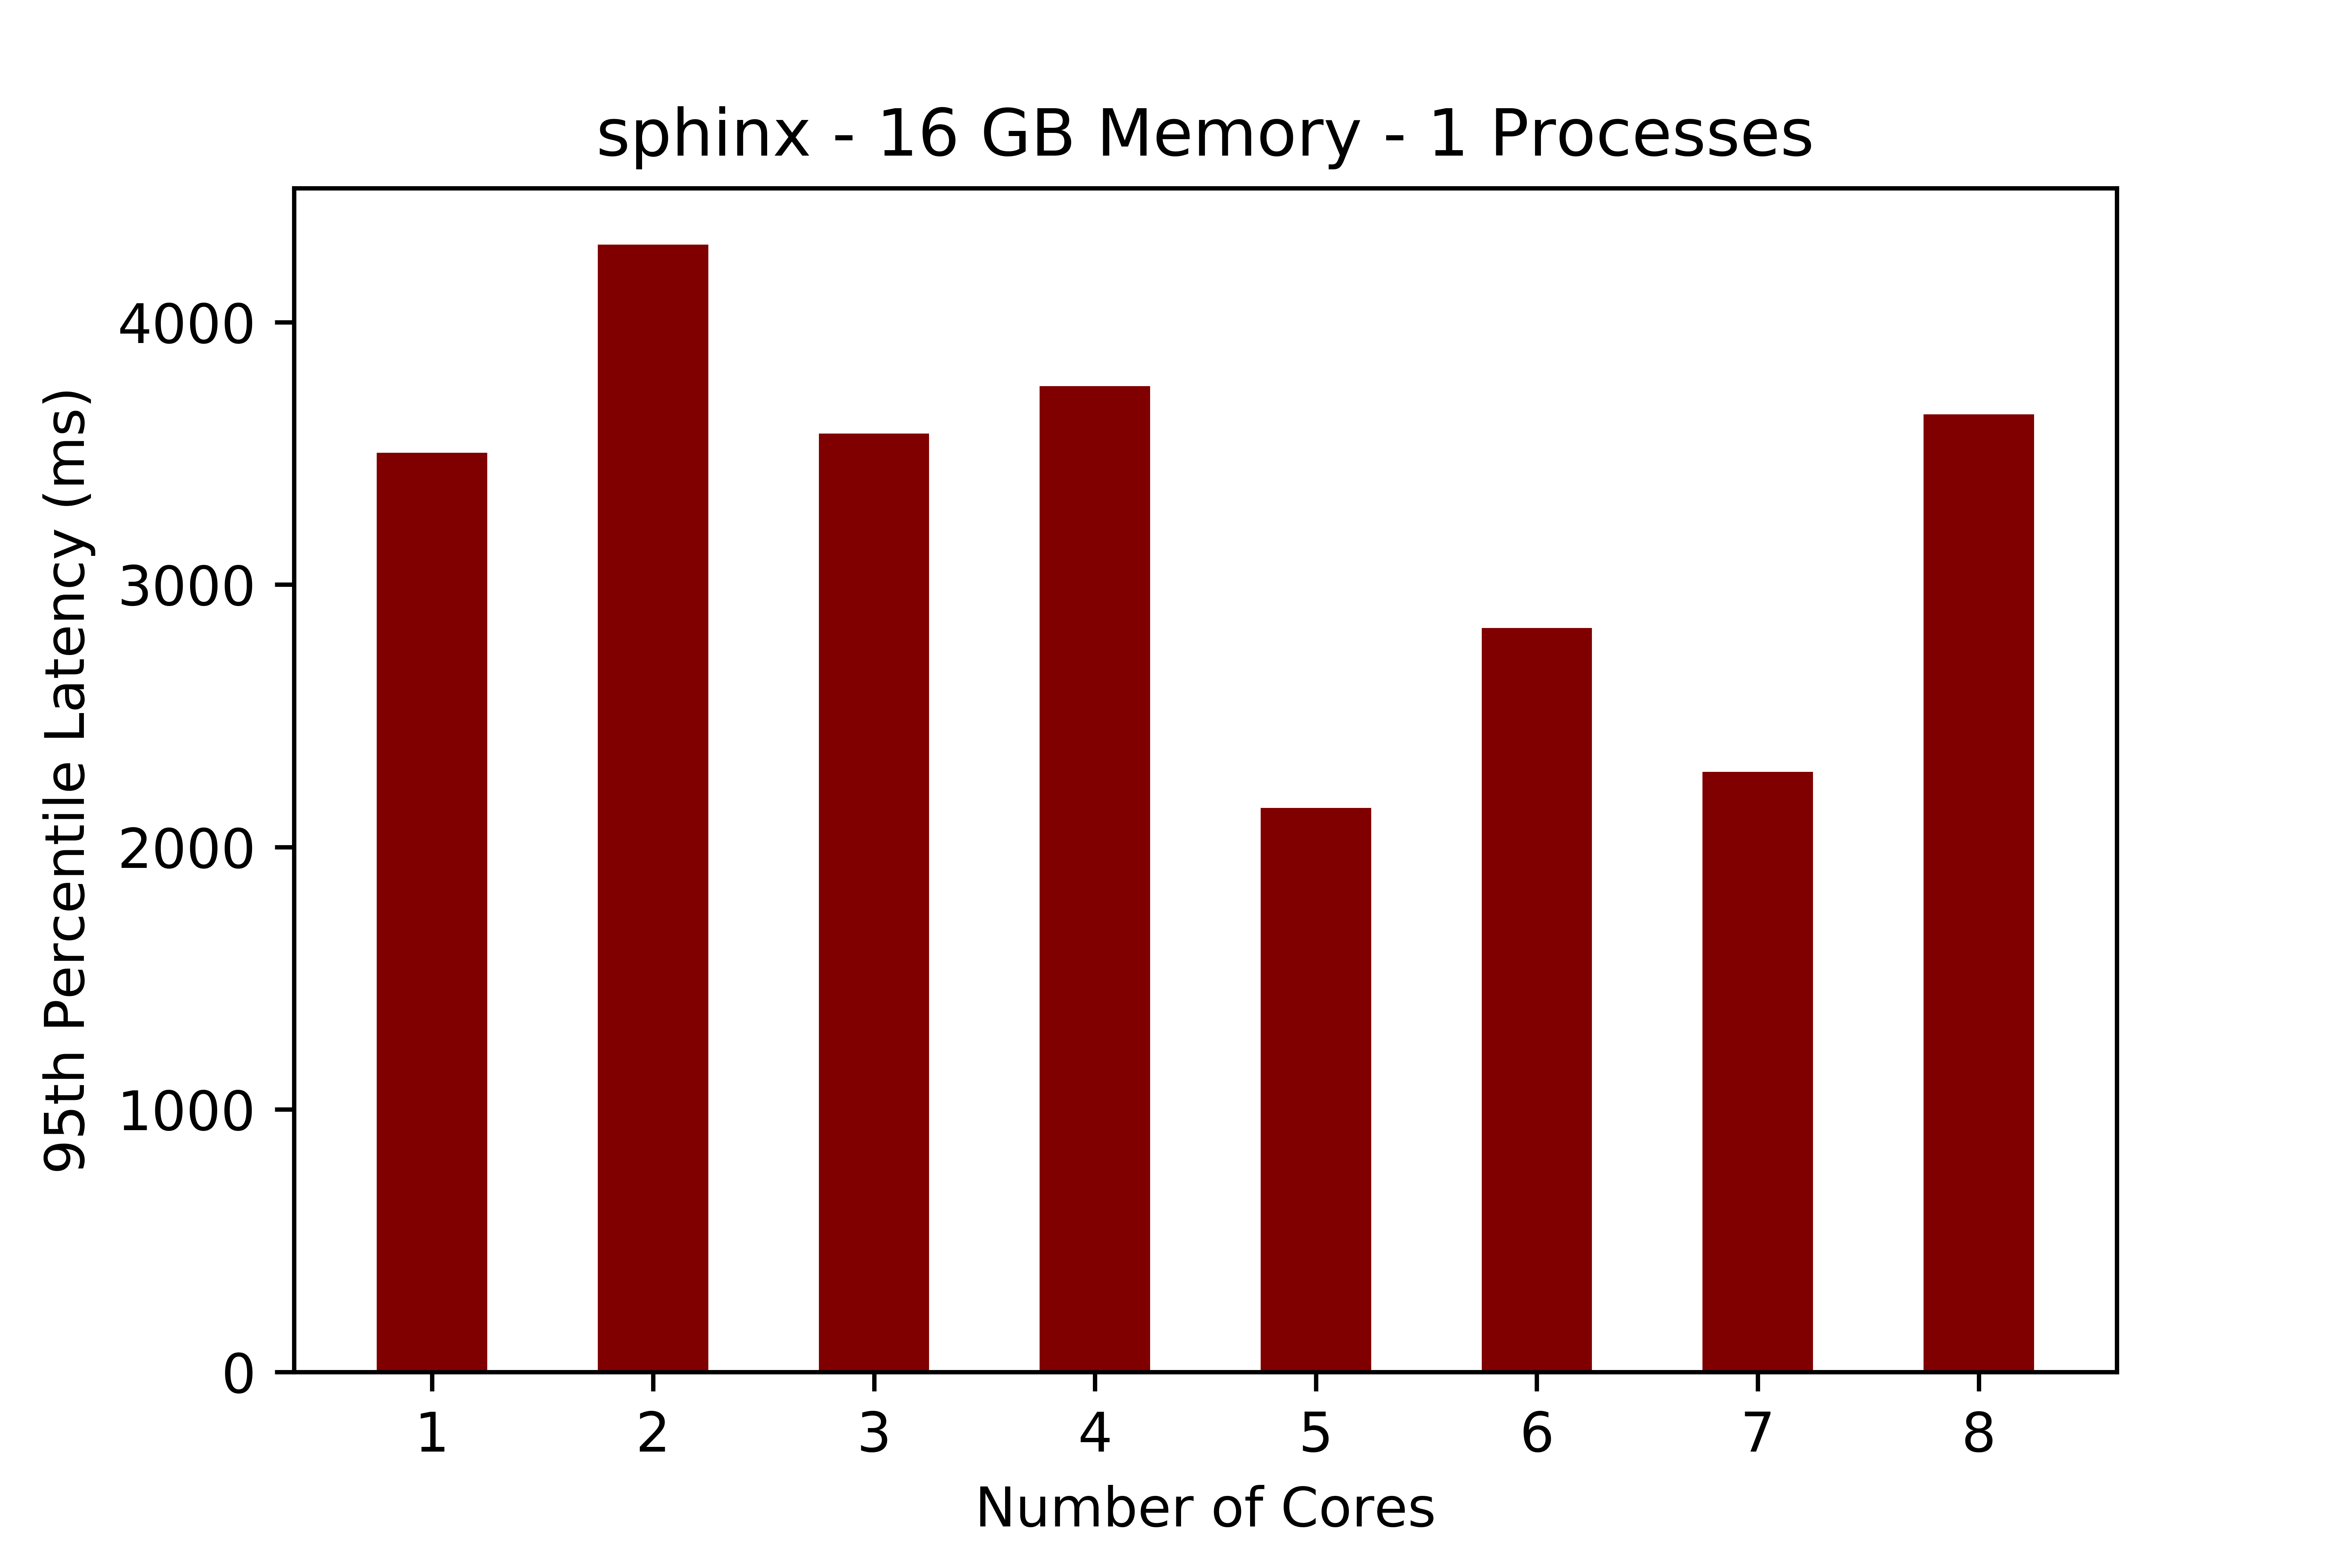 sphinx - 16 GB Memory - 1 Processes
95th Percentile Latency (ms)
4000
3000
2000
1000
0
1 2 3 4 5 6 7 8
Number of Cores